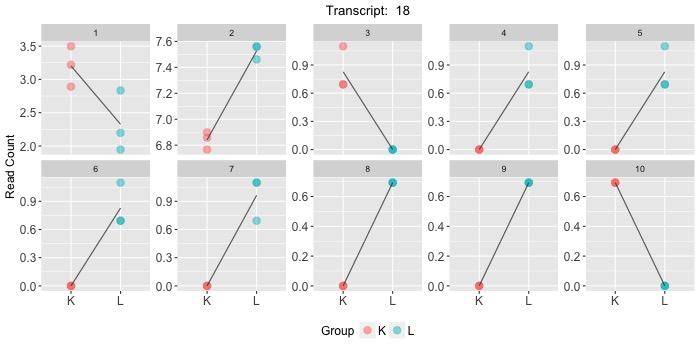 Transcript: 18
1 2 3 4 5
3.5 7.6
3.0 7.4 0.9 0.9 0.9
7.2 0.6 0.6 0.6
2.5 7.0 0.3 0.3 0.3
2.0 6.8 0.0 0.0 0.0
Read Count
6 7 8 9 10
0.9 0.9 0.6 0.6 0.6
0.6 0.6 0.4 0.4 0.4
0.3 0.3 0.2 0.2 0.2
0.0 0.0 0.0 0.0 0.0
K L K L K L K L K L
Group K L